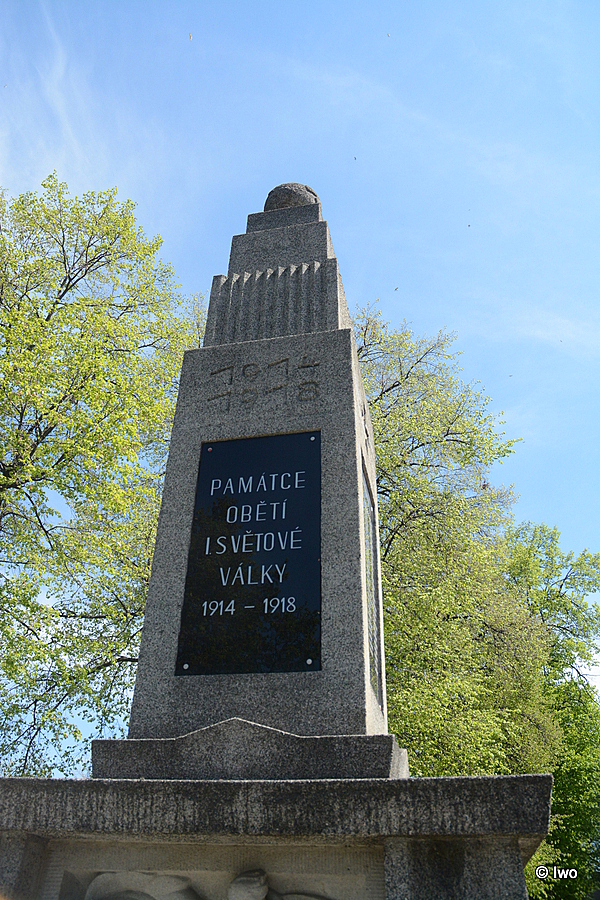 1914
1918
PAMÁTCE
OBĚTÍ
I.SVĚTOVÉ
VÁLKY
1914 – 1918
© Iwo